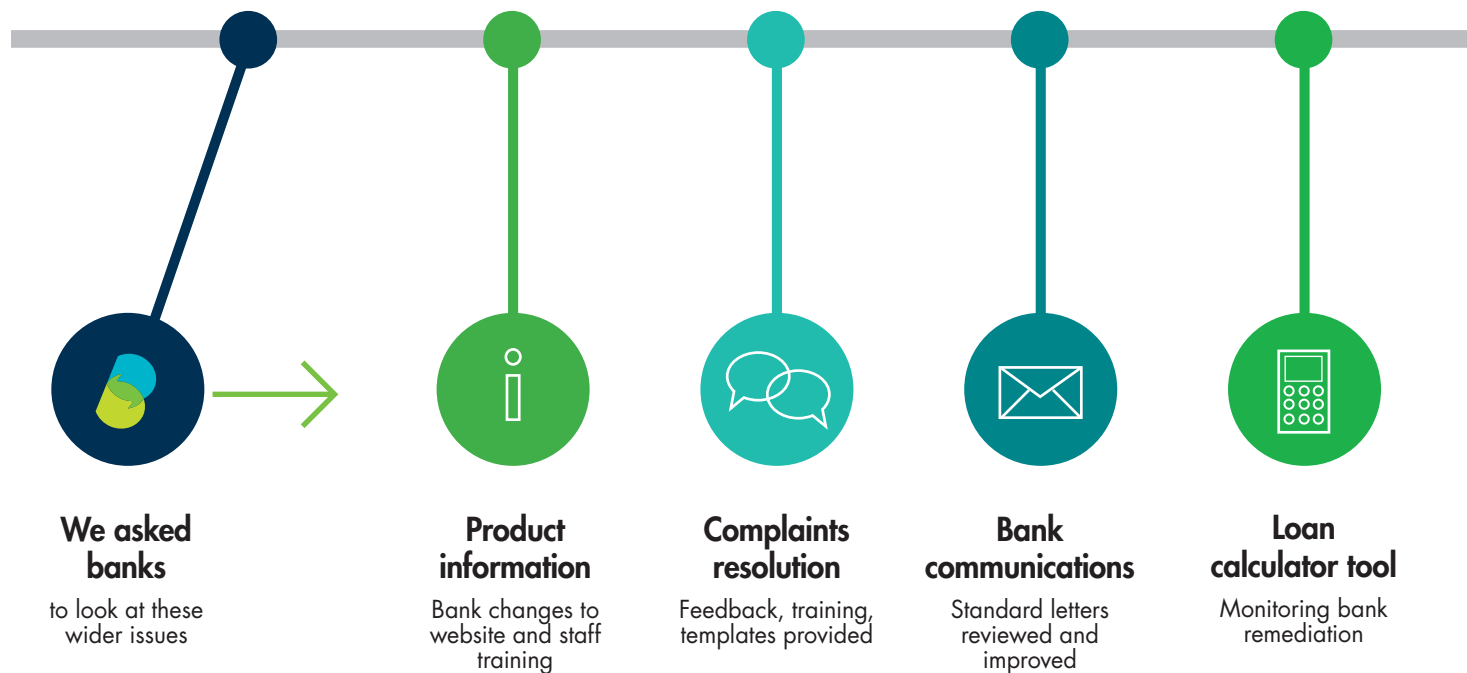 We asked
banks
to look at these
wider issues
Product
information
Bank changes to
website and staff
training
Complaints
resolution
Feedback, training,
templates provided
Bank
communications
Standard letters
reviewed and
improved
Loan
calculator tool
Monitoring bank
remediation